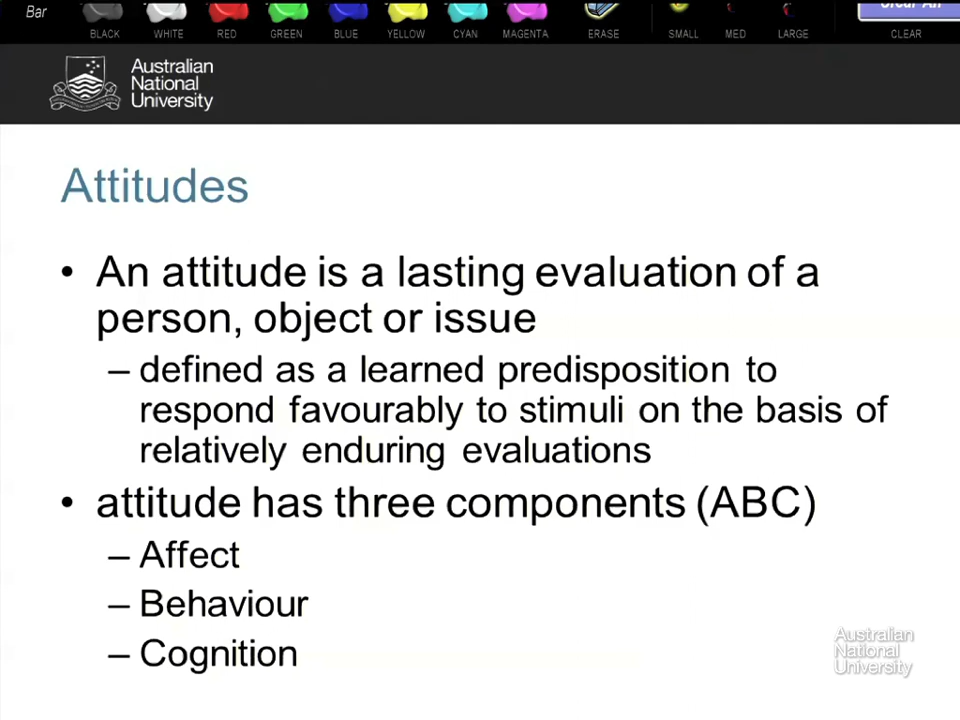 Bar
BLACK WHITE RED GREEN BLUE YELLOW CYAN MAGENTA ERASE SMALL MED LARGE CLEAR
Australian
National
University
Attitudes
• An attitude is a lasting evaluation of a
person, object or issue
– defined as a learned predisposition to
respond favourably to stimuli on the basis of
relatively enduring evaluations
• attitude has three components (ABC)
– Affect
– Behaviour
– Cognition
Australian
National
University